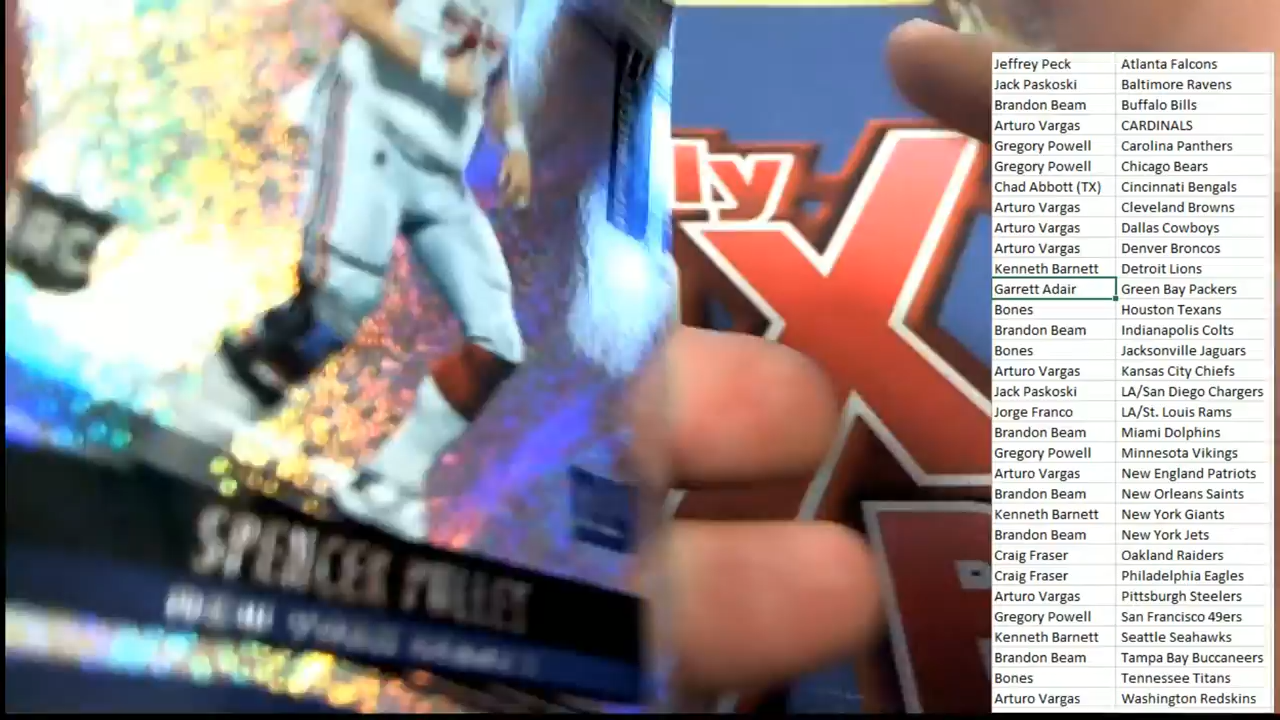 RC
SPENCER PULLEY
NEW YORK GIANTS
ly
X
Jeffrey Peck Atlanta Falcons
Jack Paskoski Baltimore Ravens
Brandon Beam Buffalo Bills
Arturo Vargas CARDINALS
Gregory Powell Carolina Panthers
Gregory Powell Chicago Bears
Chad Abbott (TX) Cincinnati Bengals
Arturo Vargas Cleveland Browns
Arturo Vargas Dallas Cowboys
Arturo Vargas Denver Broncos
Kenneth Barnett Detroit Lions
Garrett Adair Green Bay Packers
Bones Houston Texans
Brandon Beam Indianapolis Colts
Bones Jacksonville Jaguars
Arturo Vargas Kansas City Chiefs
Jack Paskoski LA/San Diego Chargers
Jorge Franco LA/St. Louis Rams
Brandon Beam Miami Dolphins
Gregory Powell Minnesota Vikings
Arturo Vargas New England Patriots
Brandon Beam New Orleans Saints
Kenneth Barnett New York Giants
Brandon Beam New York Jets
Craig Fraser Oakland Raiders
Craig Fraser Philadelphia Eagles
Arturo Vargas Pittsburgh Steelers
Gregory Powell San Francisco 49ers
Kenneth Barnett Seattle Seahawks
Brandon Beam Tampa Bay Buccaneers
Bones Tennessee Titans
Arturo Vargas Washington Redskins